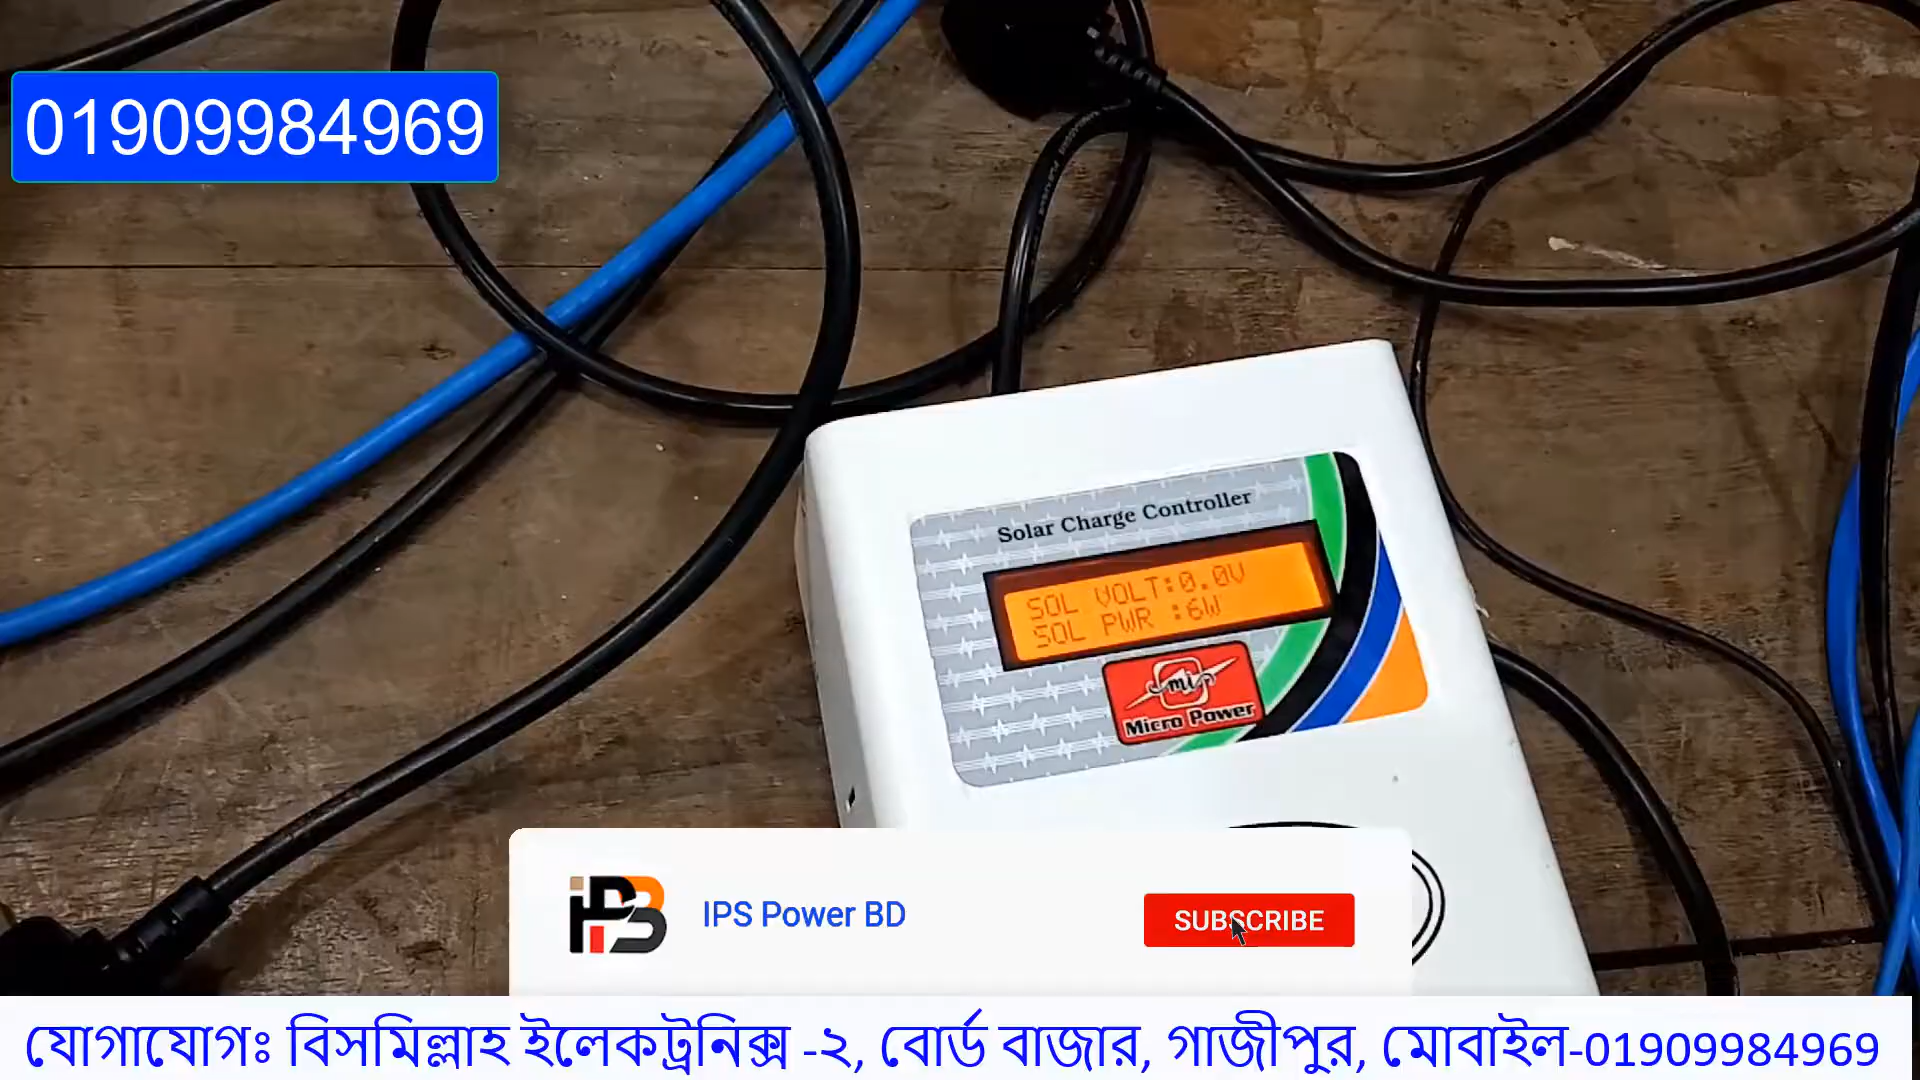 01909984969
Solar Charge Controller
SOL VOLT:0.0V
SOL PWR :6W
mip
Micro Power
IPS Power BD
SUBSCRIBE
যোগাযোগঃ বিসমিল্লাহ ইলেকট্রনিক্স -২, বোর্ড বাজার, গাজীপুর, মোবাইল-01909984969